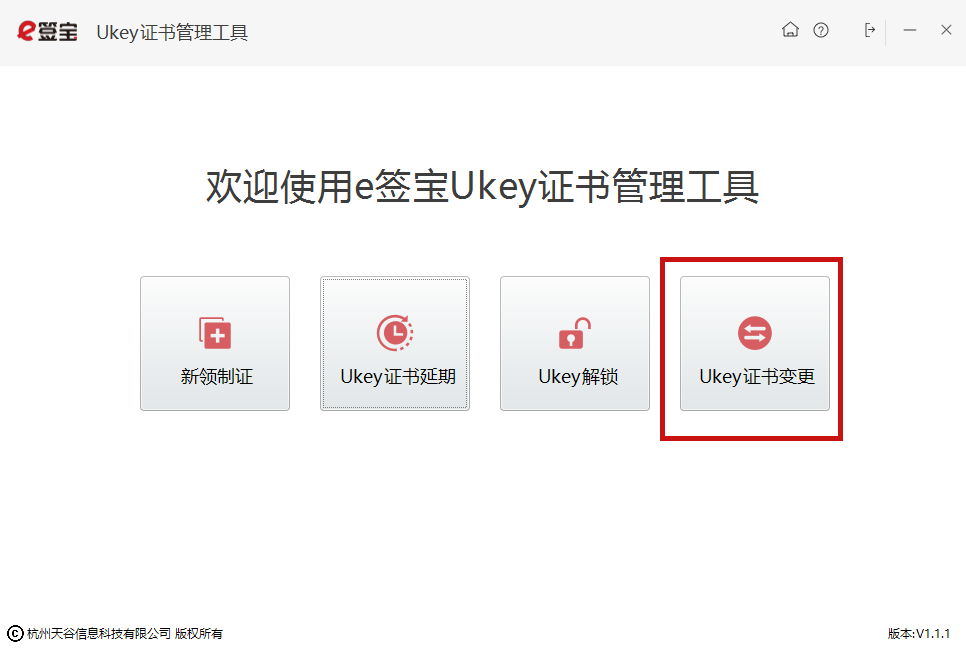 e签宝 Ukey证书管理工具
欢迎使用e签宝Ukey证书管理工具
新领制证 Ukey证书延期 Ukey解锁 Ukey证书变更
©杭州天谷信息科技有限公司 版权所有 版本:V1.1.1